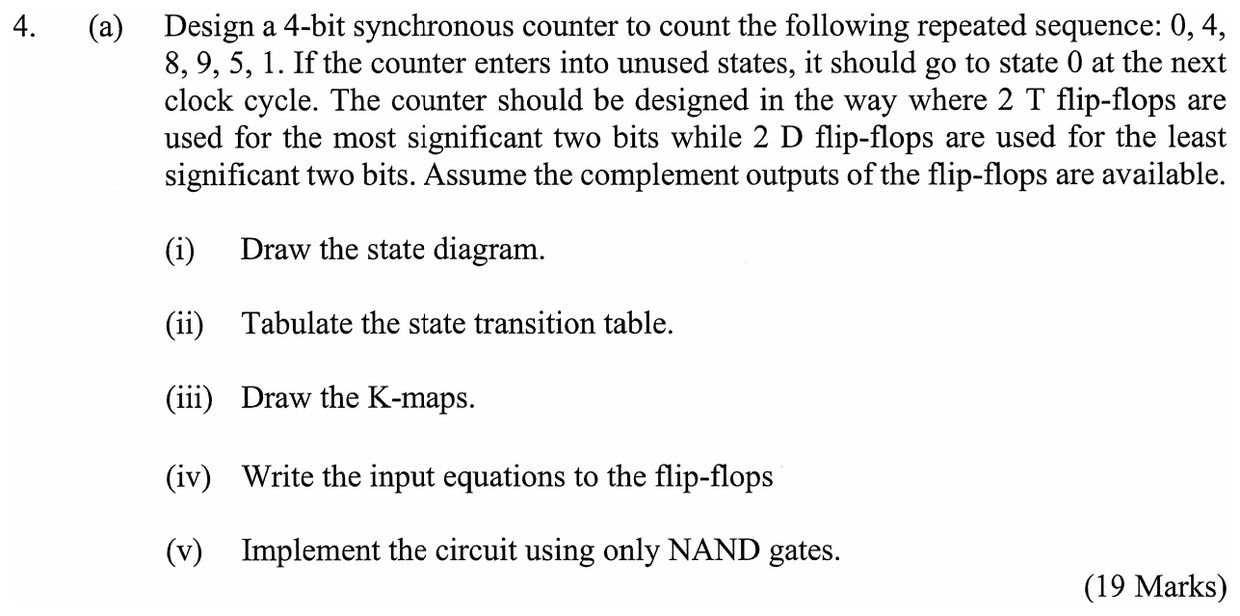 4. (a) Design a 4-bit synchronous counter to count the following repeated sequence: 0, 4,
8, 9, 5, 1. If the counter enters into unused states, it should go to state 0 at the next
clock cycle. The counter should be designed in the way where 2 T flip-flops are
used for the most significant two bits while 2 D flip-flops are used for the least
significant two bits. Assume the complement outputs of the flip-flops are available.
(i) Draw the state diagram.
(ii) Tabulate the state transition table.
(iii) Draw the K-maps.
(iv) Write the input equations to the flip-flops
(v) Implement the circuit using only NAND gates.
(19 Marks)